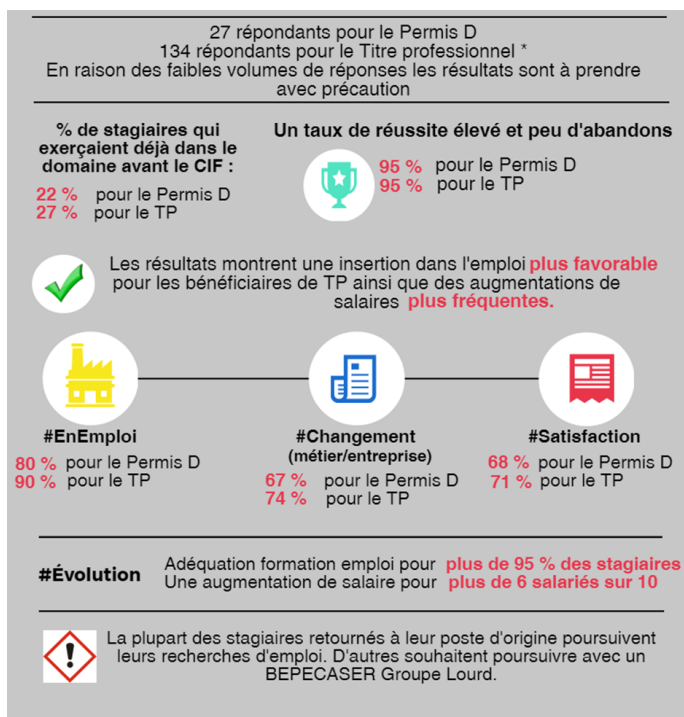 27 répondants pour le Permis D
134 répondants pour le Titre professionnel *
En raison des faibles volumes de réponses les résultats sont à prendre
avec précaution
% de stagiaires qui
exerçaient déjà dans le
domaine avant le CIF :
22 % pour le Permis D
27 % pour le TP
Un taux de réussite élevé et peu d'abandons
95 % pour le Permis D
95 % pour le TP
Les résultats montrent une insertion dans l'emploi plus favorable
pour les bénéficiaires de TP ainsi que des augmentations de
salaires plus fréquentes.
#EnEmploi
80 % pour le Permis D
90 % pour le TP
#Changement
(métier/entreprise)
67 % pour le Permis D
74 % pour le TP
#Satisfaction
68 % pour le Permis D
71 % pour le TP
#Évolution
Adéquation formation emploi pour plus de 95 % des stagiaires
Une augmentation de salaire pour plus de 6 salariés sur 10
La plupart des stagiaires retournés à leur poste d'origine poursuivent
leurs recherches d'emploi. D'autres souhaitent poursuivre avec un
BEPECASER Groupe Lourd.